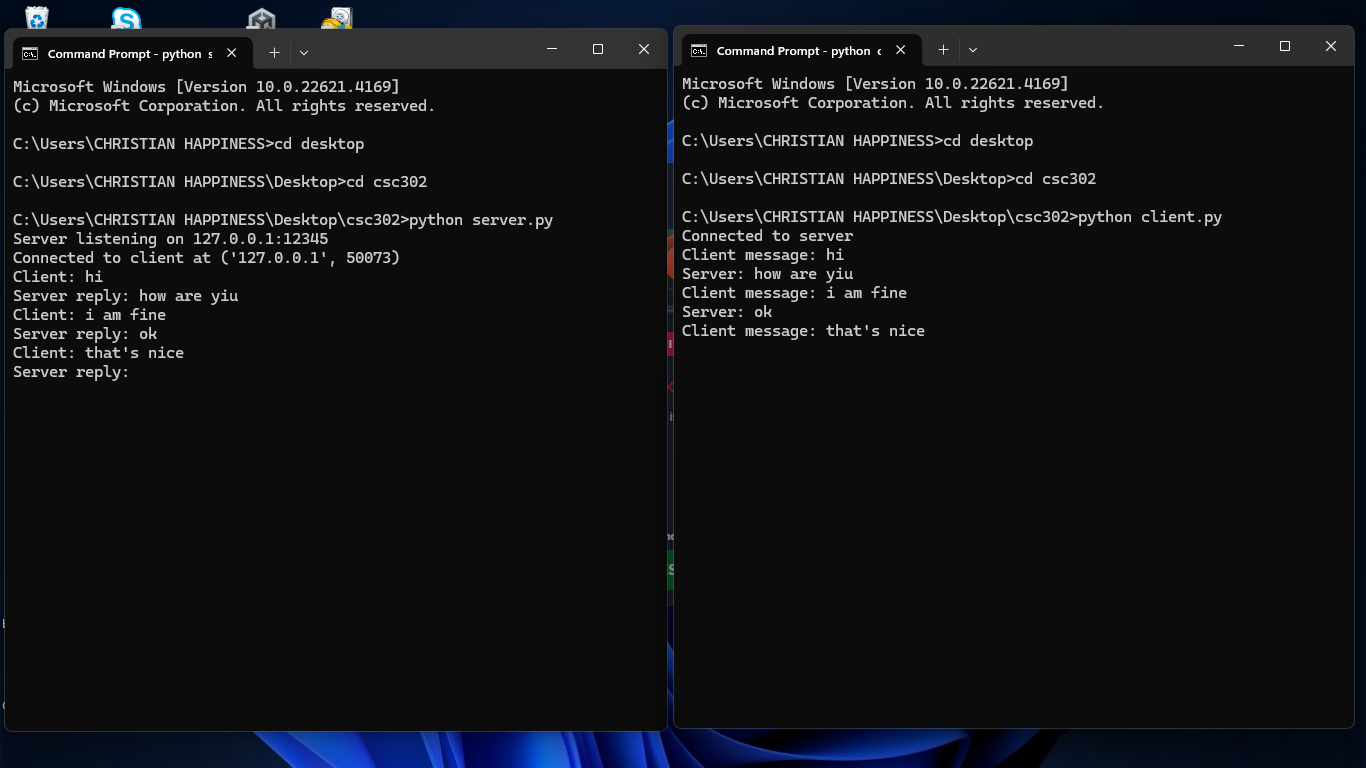 Command Prompt - python s
Microsoft Windows [Version 10.0.22621.4169]
(c) Microsoft Corporation. All rights reserved.
C:\Users\CHRISTIAN HAPPINESS>cd desktop
C:\Users\CHRISTIAN HAPPINESS\Desktop>cd csc302
C:\Users\CHRISTIAN HAPPINESS\Desktop\csc302>python server.py
Server listening on 127.0.0.1:12345
Connected to client at ('127.0.0.1', 50073)
Client: hi
Server reply: how are yiu
Client: i am fine
Server reply: ok
Client: that's nice
Server reply:
Command Prompt - python c
Microsoft Windows [Version 10.0.22621.4169]
(c) Microsoft Corporation. All rights reserved.
C:\Users\CHRISTIAN HAPPINESS>cd desktop
C:\Users\CHRISTIAN HAPPINESS\Desktop>cd csc302
C:\Users\CHRISTIAN HAPPINESS\Desktop\csc302>python client.py
Connected to server
Client message: hi
Server: how are yiu
Client message: i am fine
Server: ok
Client message: that's nice